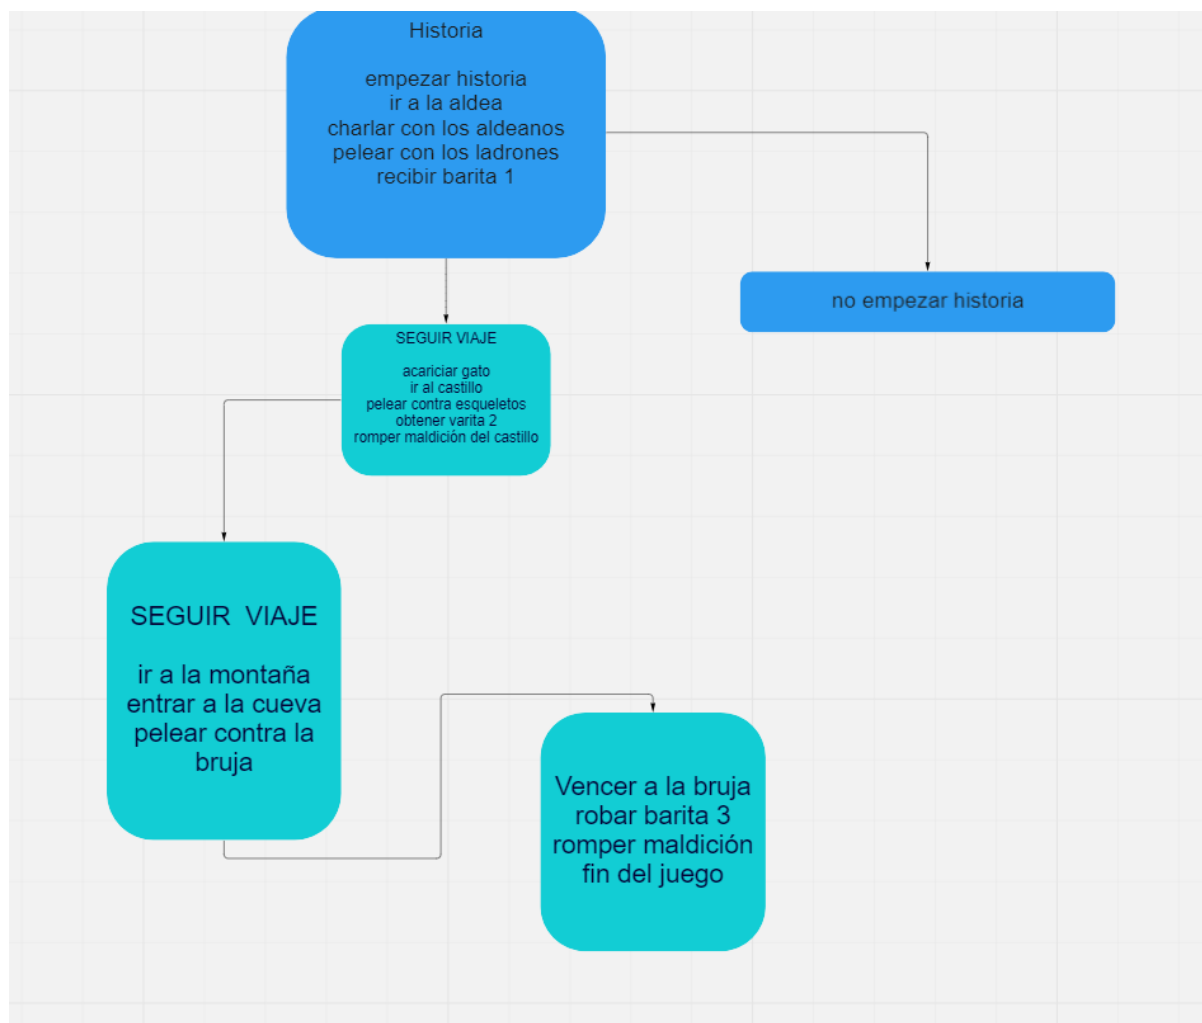 Historia
empezar historia
ir a la aldea
charlar con los aldeanos
pelear con los ladrones
recibir barita 1
no empezar historia
SEGUIR VIAJE
acariciar gato
ir al castillo
pelear contra esqueletos
obtener varita 2
romper maldición del castillo
SEGUIR VIAJE
ir a la montaña
entrar a la cueva
pelear contra la
bruja
Vencer a la bruja
robar barita 3
romper maldición
fin del juego